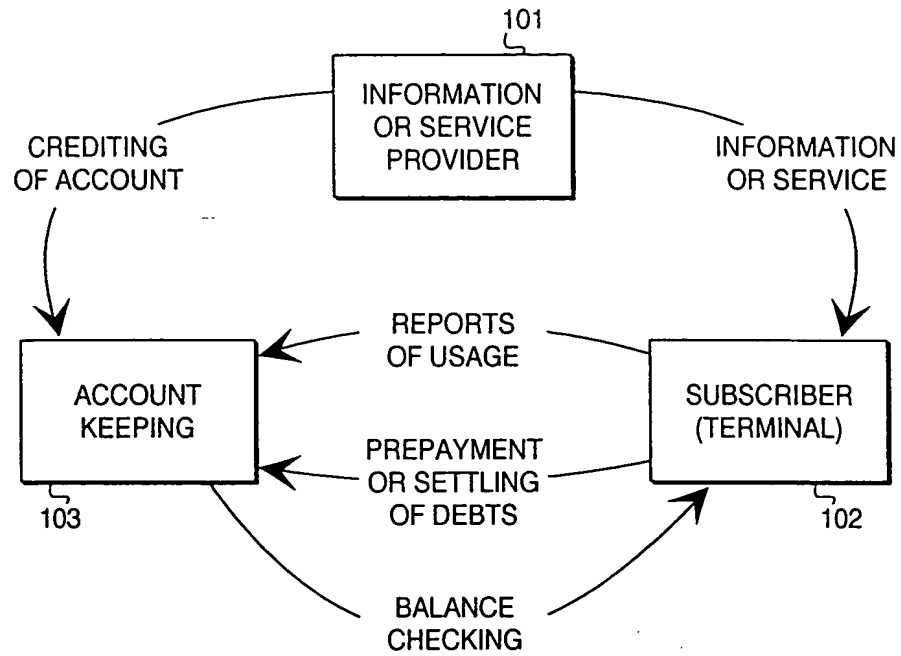 101
INFORMATION
OR SERVICE
PROVIDER
CREDITING
OF ACCOUNT
INFORMATION
OR SERVICE
REPORTS
OF USAGE
ACCOUNT
KEEPING
SUBSCRIBER
(TERMINAL)
PREPAYMENT
OR SETTLING
OF DEBTS
103
102
BALANCE
CHECKING